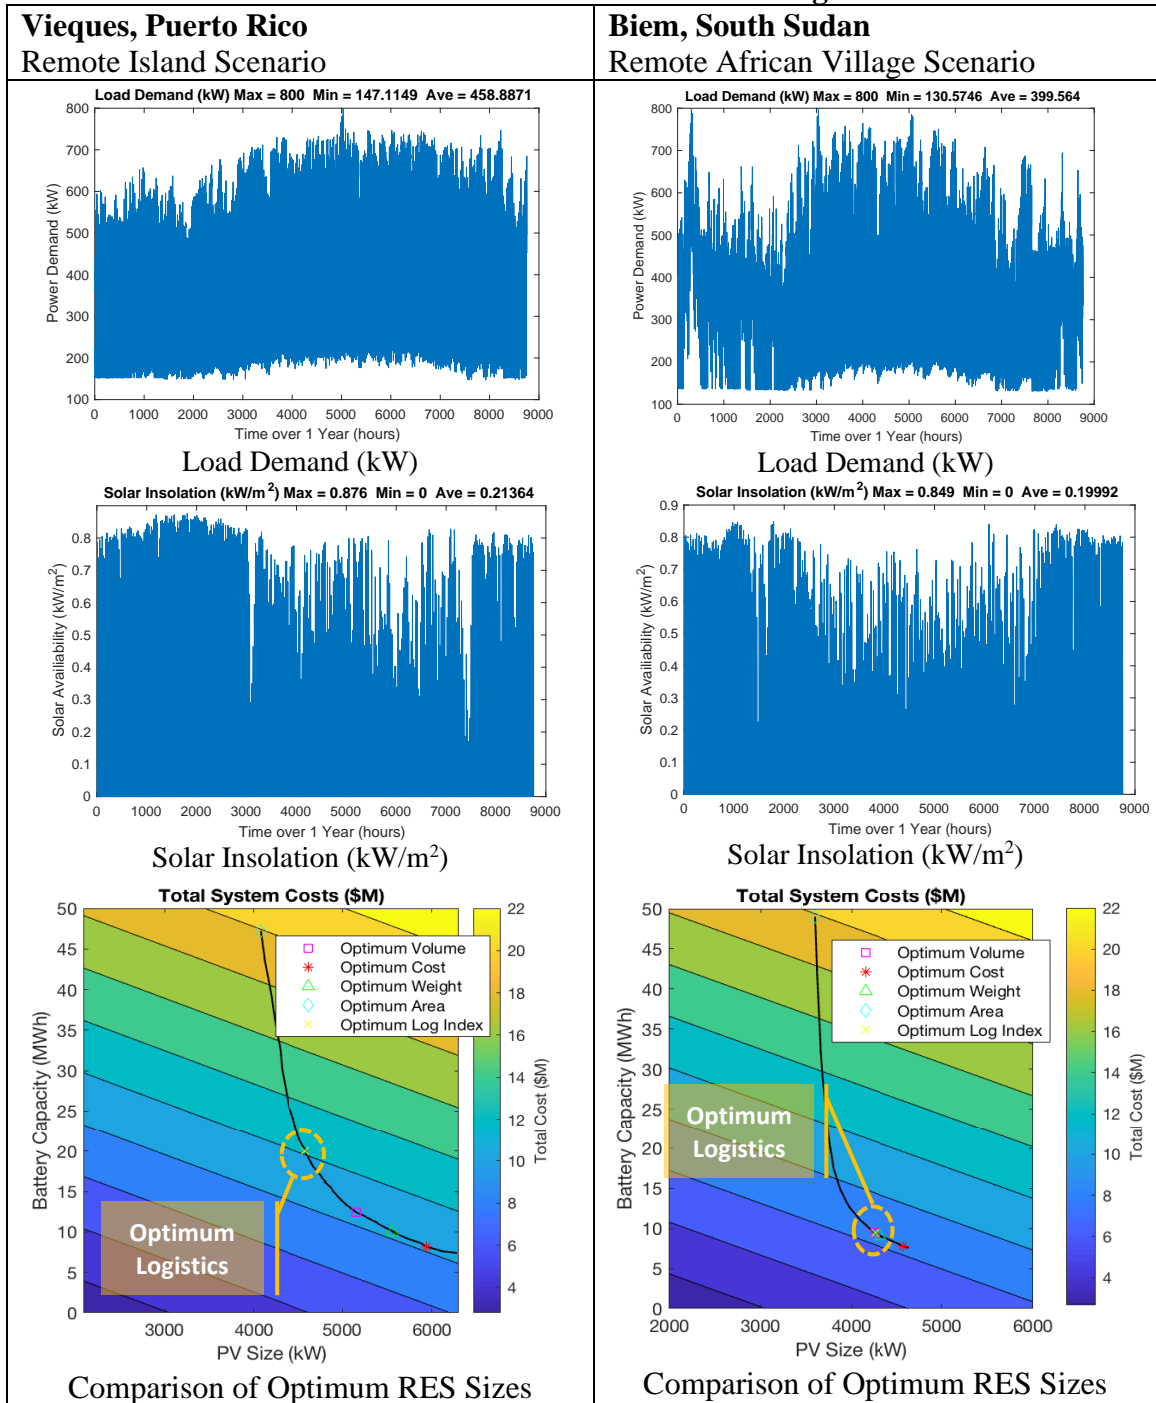 Vieques, Puerto Rico
Remote Island Scenario
Load Demand (kW) Max = 800 Min = 147.1149 Ave = 458.8871
800
700
600
500
400
300
200
100
Power Demand (kW)
0 1000 2000 3000 4000 5000 6000 7000 8000 9000
Time over 1 Year (hours)
Load Demand (kW)
Solar Insolation (kW/m2) Max = 0.876 Min = 0 Ave = 0.21364
0.8
0.7
0.6
0.5
0.4
0.3
0.2
0.1
0
Solar Availiability (kW/m2)
0 1000 2000 3000 4000 5000 6000 7000 8000 9000
Time over 1 Year (hours)
Solar Insolation (kW/m2)
Total System Costs ($M)
50
45
40
35
30
25
20
15
10
5
0
Battery Capacity (MWh)
Optimum Volume
Optimum Cost
Optimum Weight
Optimum Area
Optimum Log Index
Optimum
Logistics
3000 4000 5000 6000
PV Size (kW)
22
20
18
16
14
12
10
8
6
4
Total Cost ($M)
Comparison of Optimum RES Sizes
Biem, South Sudan
Remote African Village Scenario
Load Demand (kW) Max = 800 Min = 130.5746 Ave = 399.564
800
700
600
500
400
300
200
100
Power Demand (kW)
0 1000 2000 3000 4000 5000 6000 7000 8000 9000
Time over 1 Year (hours)
Load Demand (kW)
Solar Insolation (kW/m2) Max = 0.849 Min = 0 Ave = 0.19992
0.9
0.8
0.7
0.6
0.5
0.4
0.3
0.2
0.1
0
Solar Availability (kW/m2)
0 1000 2000 3000 4000 5000 6000 7000 8000 9000
Time over 1 Year (hours)
Solar Insolation (kW/m2)
Total System Costs ($M)
50
45
40
35
30
25
20
15
10
5
0
Battery Capacity (MWh)
Optimum Volume
Optimum Cost
Optimum Weight
Optimum Area
Optimum Log Index
Optimum
Logistics
2000 3000 4000 5000 6000
PV Size (kW)
22
20
18
16
14
12
10
8
6
4
Total Cost ($M)
Comparison of Optimum RES Sizes